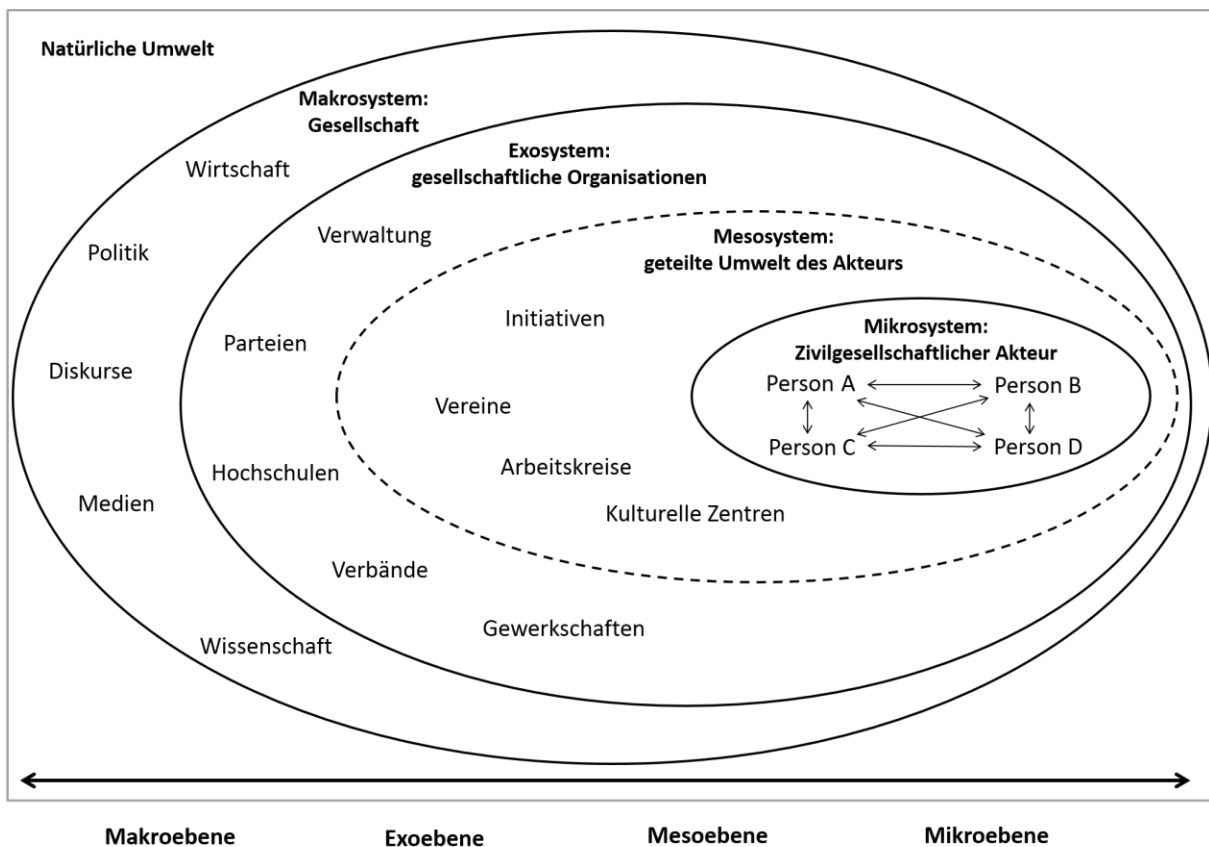 Natürliche Umwelt
Makrosystem:
Gesellschaft
Wirtschaft
Politik
Diskurse
Medien
Wissenschaft
Exosystem:
gesellschaftliche Organisationen
Verwaltung
Parteien
Hochschulen
Verbände
Gewerkschaften
Mesosystem:
geteilte Umwelt des Akteurs
Initiativen
Vereine
Arbeitskreise
Kulturelle Zentren
Mikrosystem:
Zivilgesellschaftlicher Akteur
Person A Person B
Person C Person D
Makroebene Exoebene Mesoebene Mikroebene